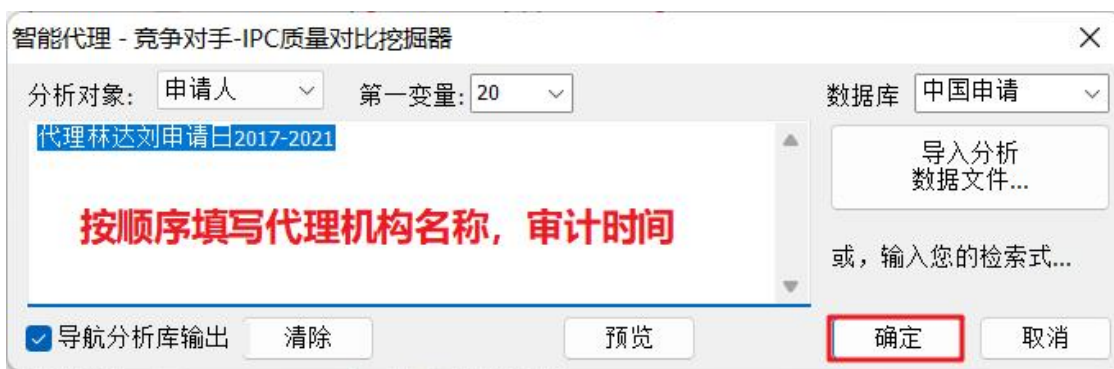 智能代理 - 竞争对手-IPC质量对比挖掘器
分析对象: 申请人 第一变量: 20 数据库 中国申请
代理林达刘申请日2017-2021
导入分析
数据文件...
按顺序填写代理机构名称，审计时间
或，输入您的检索式...
导航分析库输出 清除 预览 确定 取消